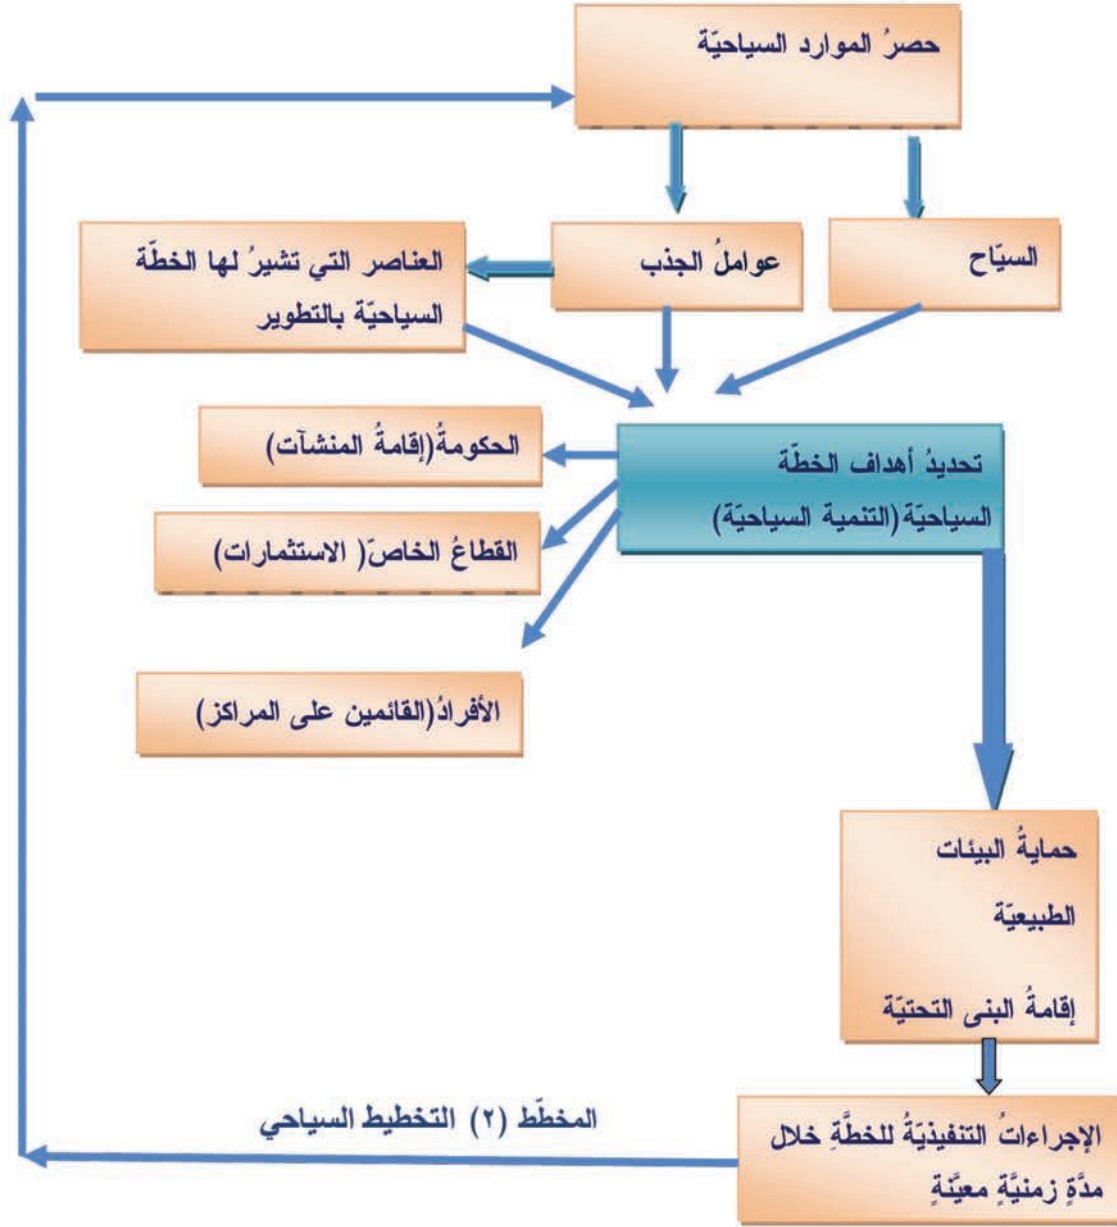 حصرُ الموارد السياحيّة
السيّاح
عواملُ الجذب
العناصر التي تشيرُ لها الخطّة
السياحيّة بالتطوير
تحديدُ أهداف الخطّة
السياحيّة(التنمية السياحيّة)
الحكومةُ(إقامةُ المنشآت)
القطاعُ الخاصّ( الاستثمارات)
الأفرادُ(القائمين على المراكز)
حمايةُ البيئات
الطبيعيّة
إقامةُ البنى التحتيّة
الإجراءاتُ التنفيذيّةُ للخطَّةِ خلال
مدَّةٍ زمنيَّةٍ معيَّنةٍ
المخطّط (٢) التخطيط السياحي